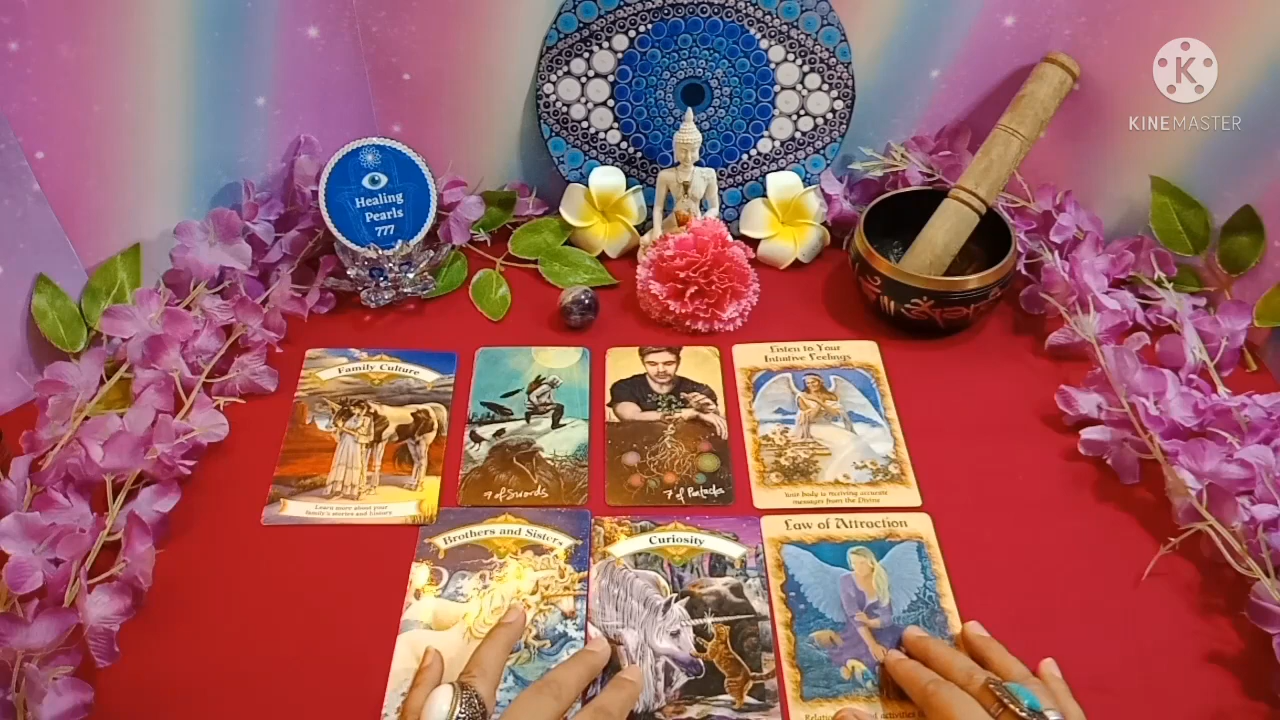 KINEMASTER
Healing
Pearls
777
Family Culture
Learn more about your
family's stories and history
9 of Swords
7 of Pentacles
Listen to Your
Intuitive Feelings
Your body is receiving accurate
messages from the Divine
Brothers and Sisters
Curiosity
Law of Attraction